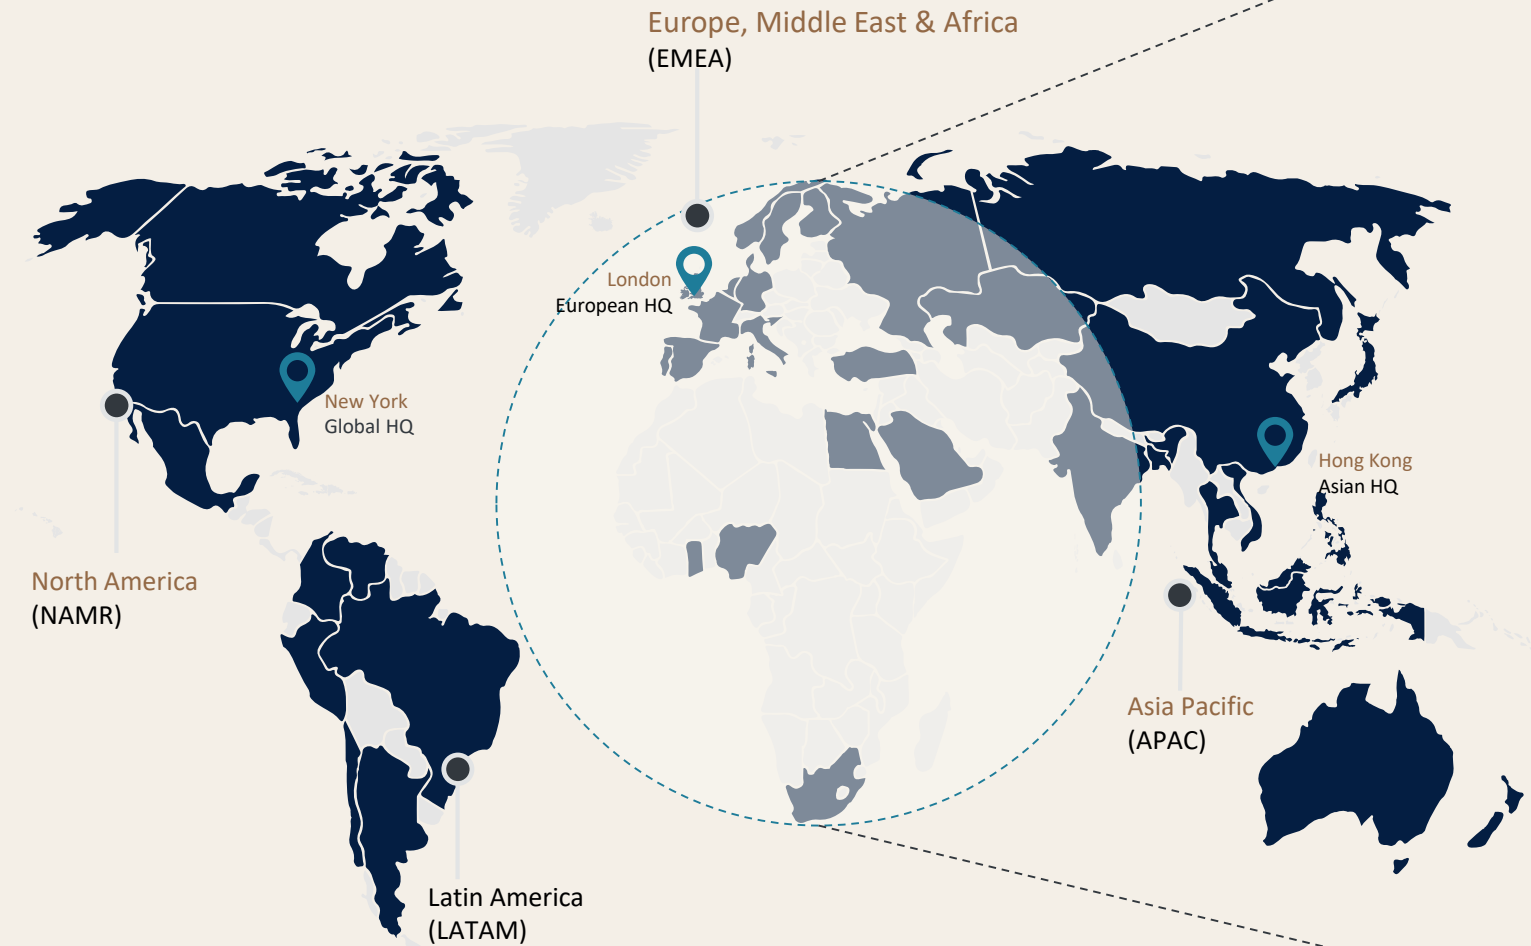 Europe, Middle East & Africa
(EMEA)
London
European HQ
New York
Global HQ
Hong Kong
Asian HQ
North America
(NAMR)
Asia Pacific
(APAC)
Latin America
(LATAM)